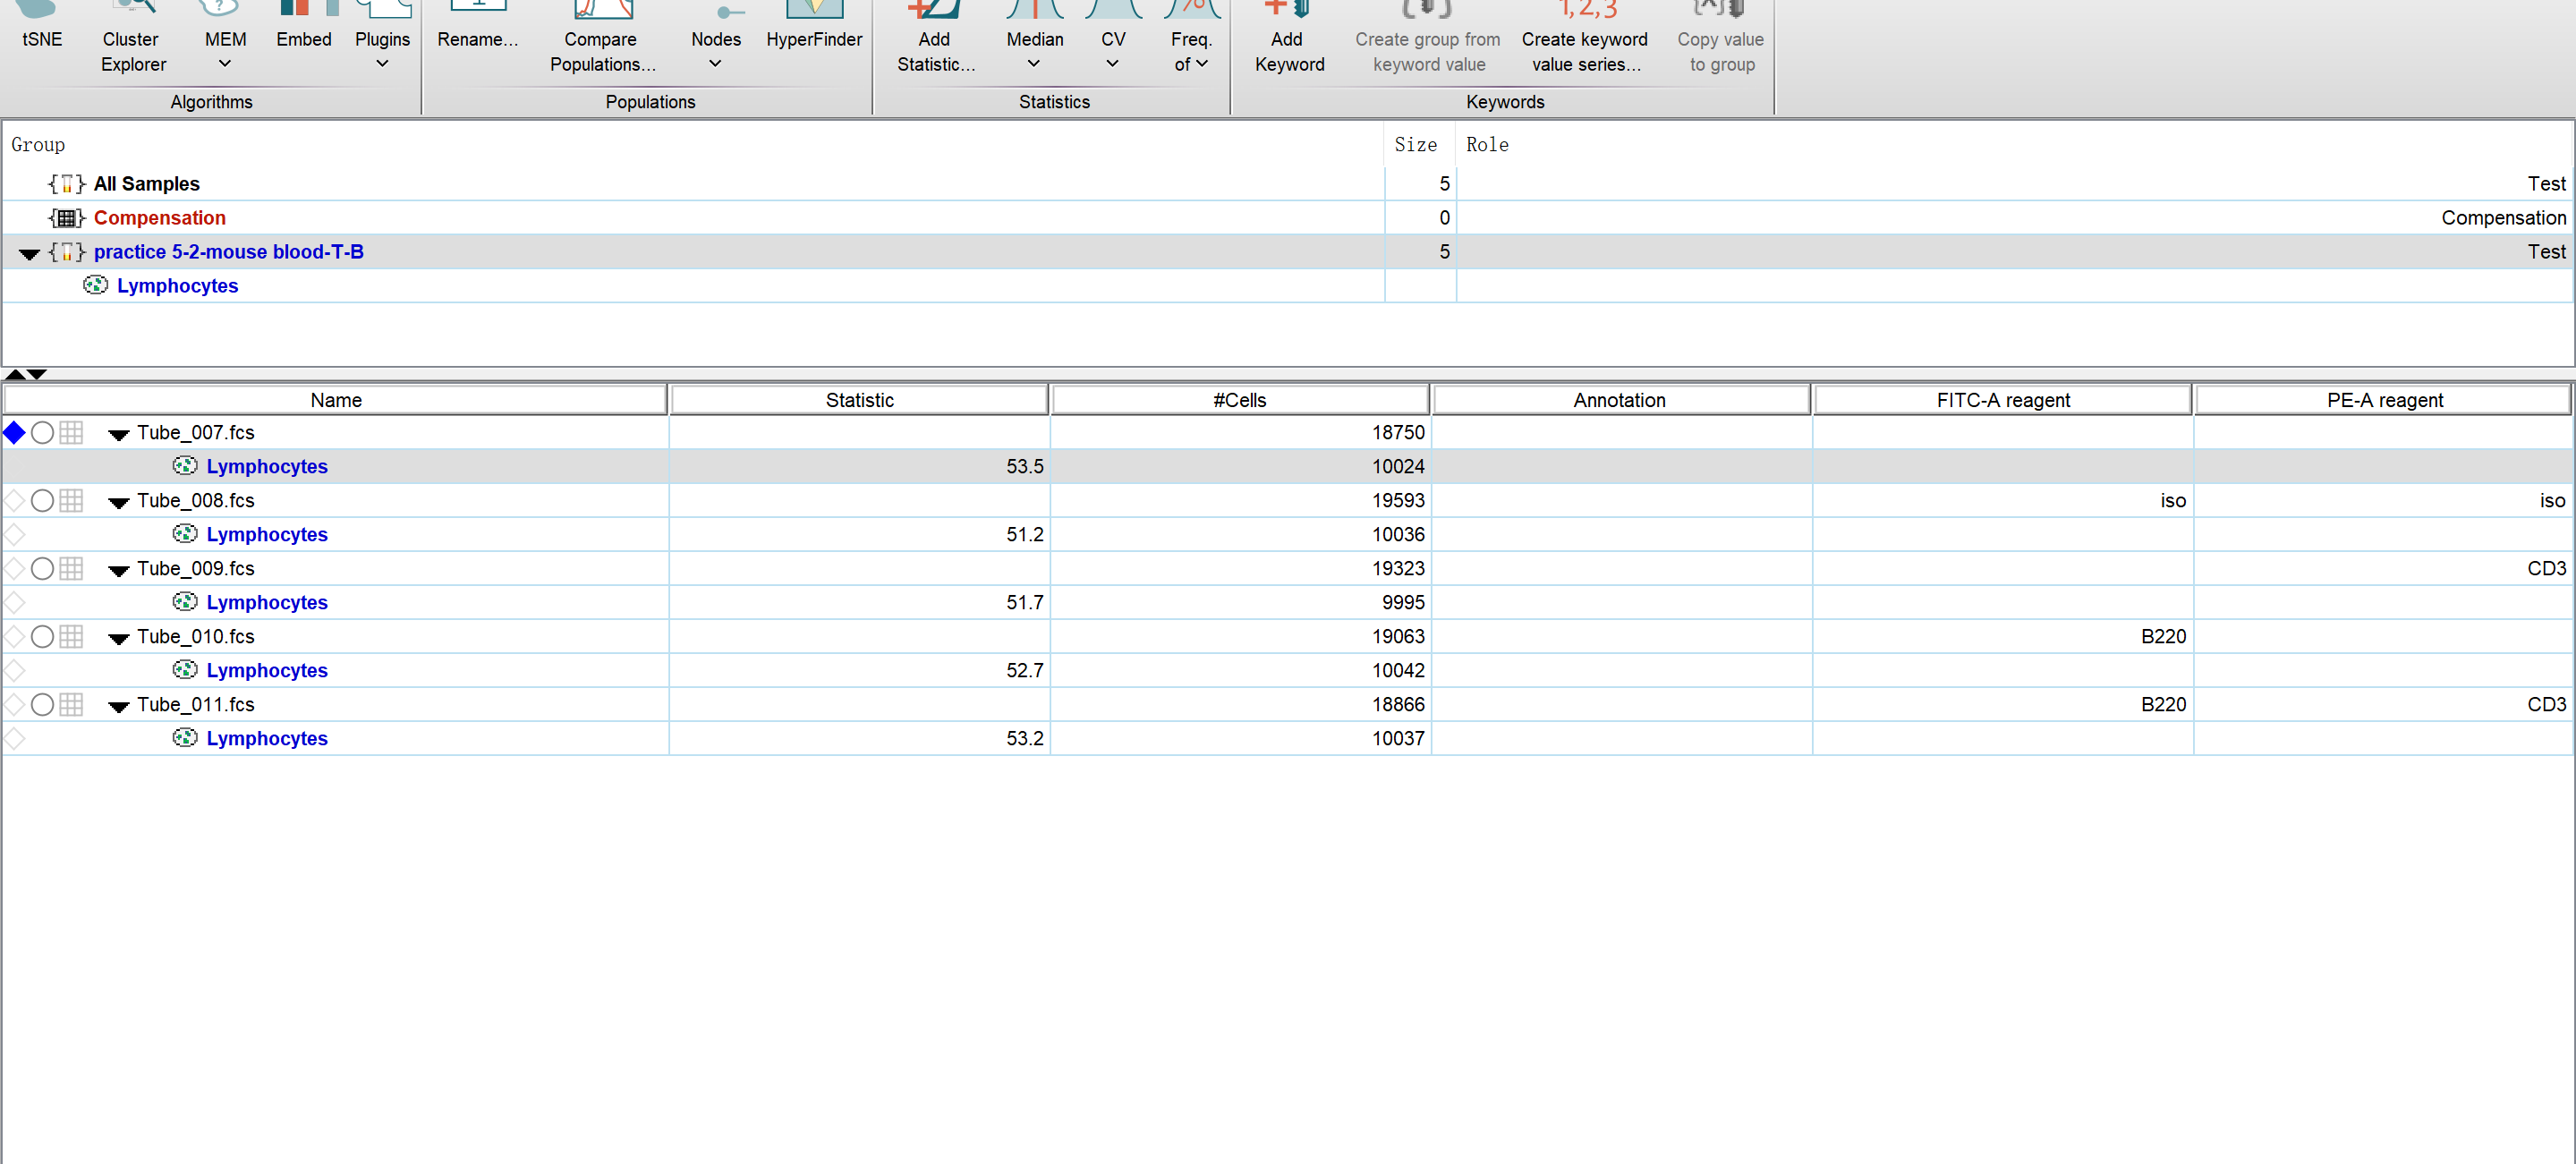 tSNE Cluster Explorer MEM Embed Plugins Rename... Compare Populations... Nodes HyperFinder Add Statistic... Median CV Freq. of Add Keyword Create group from keyword value Create keyword value series... Copy value to group
1,2,3
Algorithms Populations Statistics Keywords
Group Size Role
All Samples 5 Test
Compensation 0 Compensation
practice 5-2-mouse blood-T-B 5 Test
Lymphocytes
Name Statistic #Cells Annotation FITC-A reagent PE-A reagent
Tube_007.fcs 18750
Lymphocytes 53.5 10024
Tube_008.fcs 19593 iso iso
Lymphocytes 51.2 10036
Tube_009.fcs 19323 CD3
Lymphocytes 51.7 9995
Tube_010.fcs 19063 B220
Lymphocytes 52.7 10042
Tube_011.fcs 18866 B220 CD3
Lymphocytes 53.2 10037